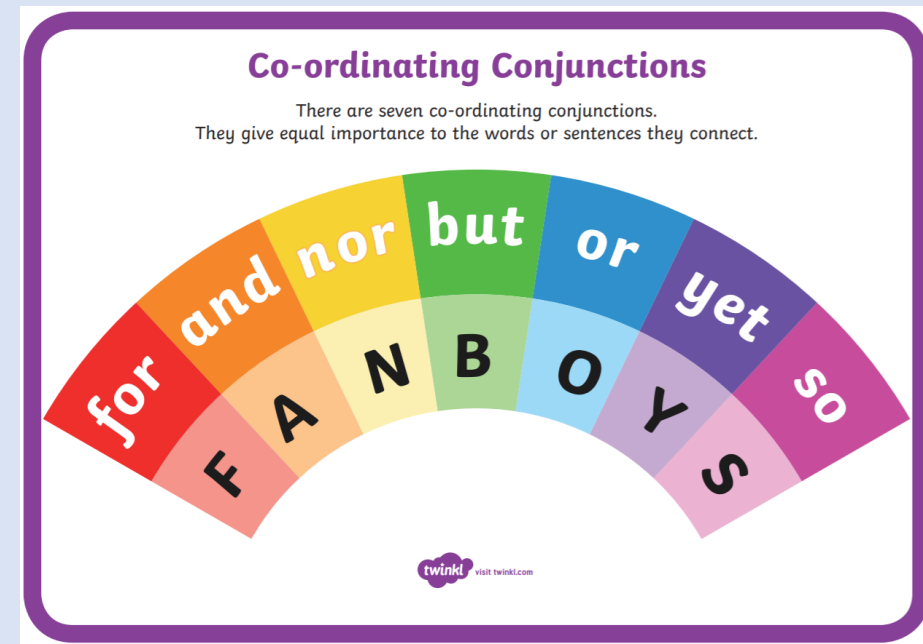 Co-ordinating Conjunctions
There are seven co-ordinating conjunctions.
They give equal importance to the words or sentences they connect.
for and nor but or yet so
F A N B O Y S
twinkl visit twinkl.com